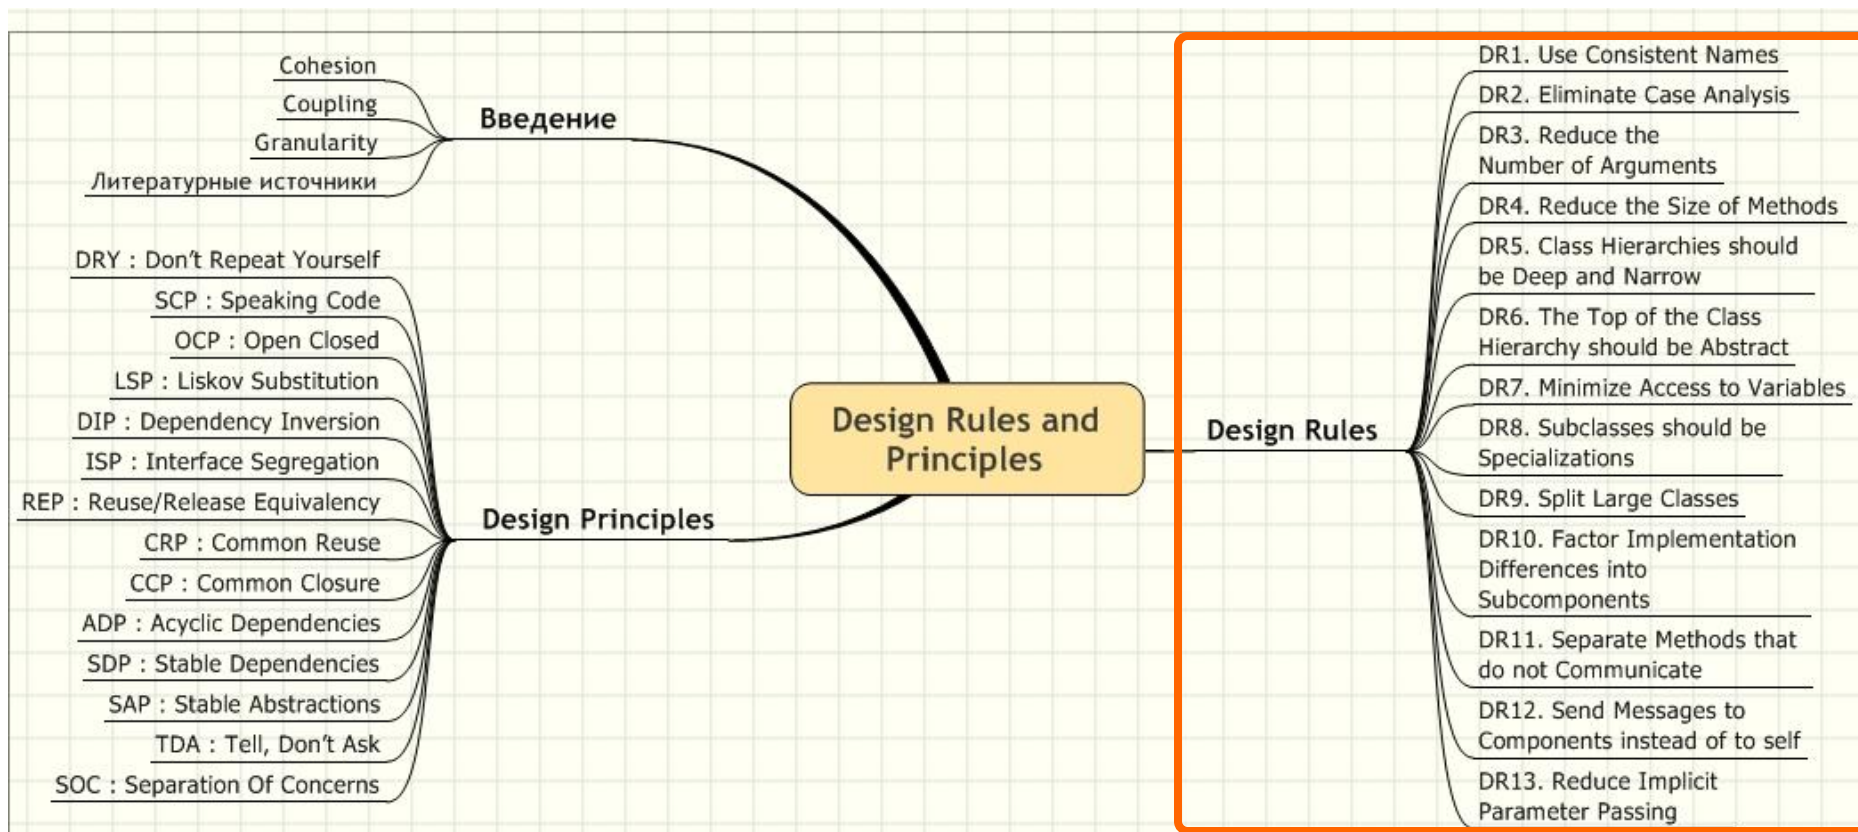 Design Rules and
Principles
Введение
Cohesion
Coupling
Granularity
Литературные источники
Design Principles
DRY : Don't Repeat Yourself
SCP : Speaking Code
OCP : Open Closed
LSP : Liskov Substitution
DIP : Dependency Inversion
ISP : Interface Segregation
REP : Reuse/Release Equivalency
CRP : Common Reuse
CCP : Common Closure
ADP : Acyclic Dependencies
SDP : Stable Dependencies
SAP : Stable Abstractions
TDA : Tell, Don't Ask
SOC : Separation Of Concerns
Design Rules
DR1. Use Consistent Names
DR2. Eliminate Case Analysis
DR3. Reduce the
Number of Arguments
DR4. Reduce the Size of Methods
DR5. Class Hierarchies should
be Deep and Narrow
DR6. The Top of the Class
Hierarchy should be Abstract
DR7. Minimize Access to Variables
DR8. Subclasses should be
Specializations
DR9. Split Large Classes
DR10. Factor Implementation
Differences into
Subcomponents
DR11. Separate Methods that
do not Communicate
DR12. Send Messages to
Components instead of to self
DR13. Reduce Implicit
Parameter Passing